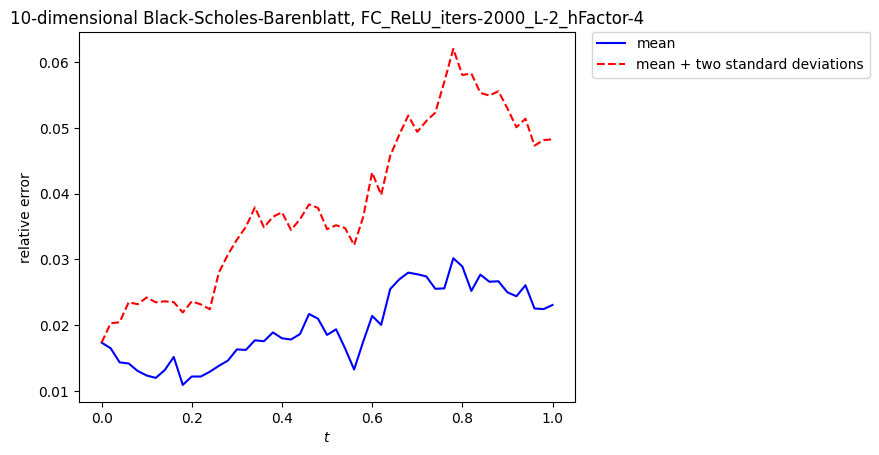 10-dimensional Black-Scholes-Barenblatt, FC_ReLU_iters-2000_L-2_hFactor-4
mean
mean + two standard deviations
relative error
0.06
0.05
0.04
0.03
0.02
0.01
0.0
0.2
0.4
0.6
0.8
1.0
t